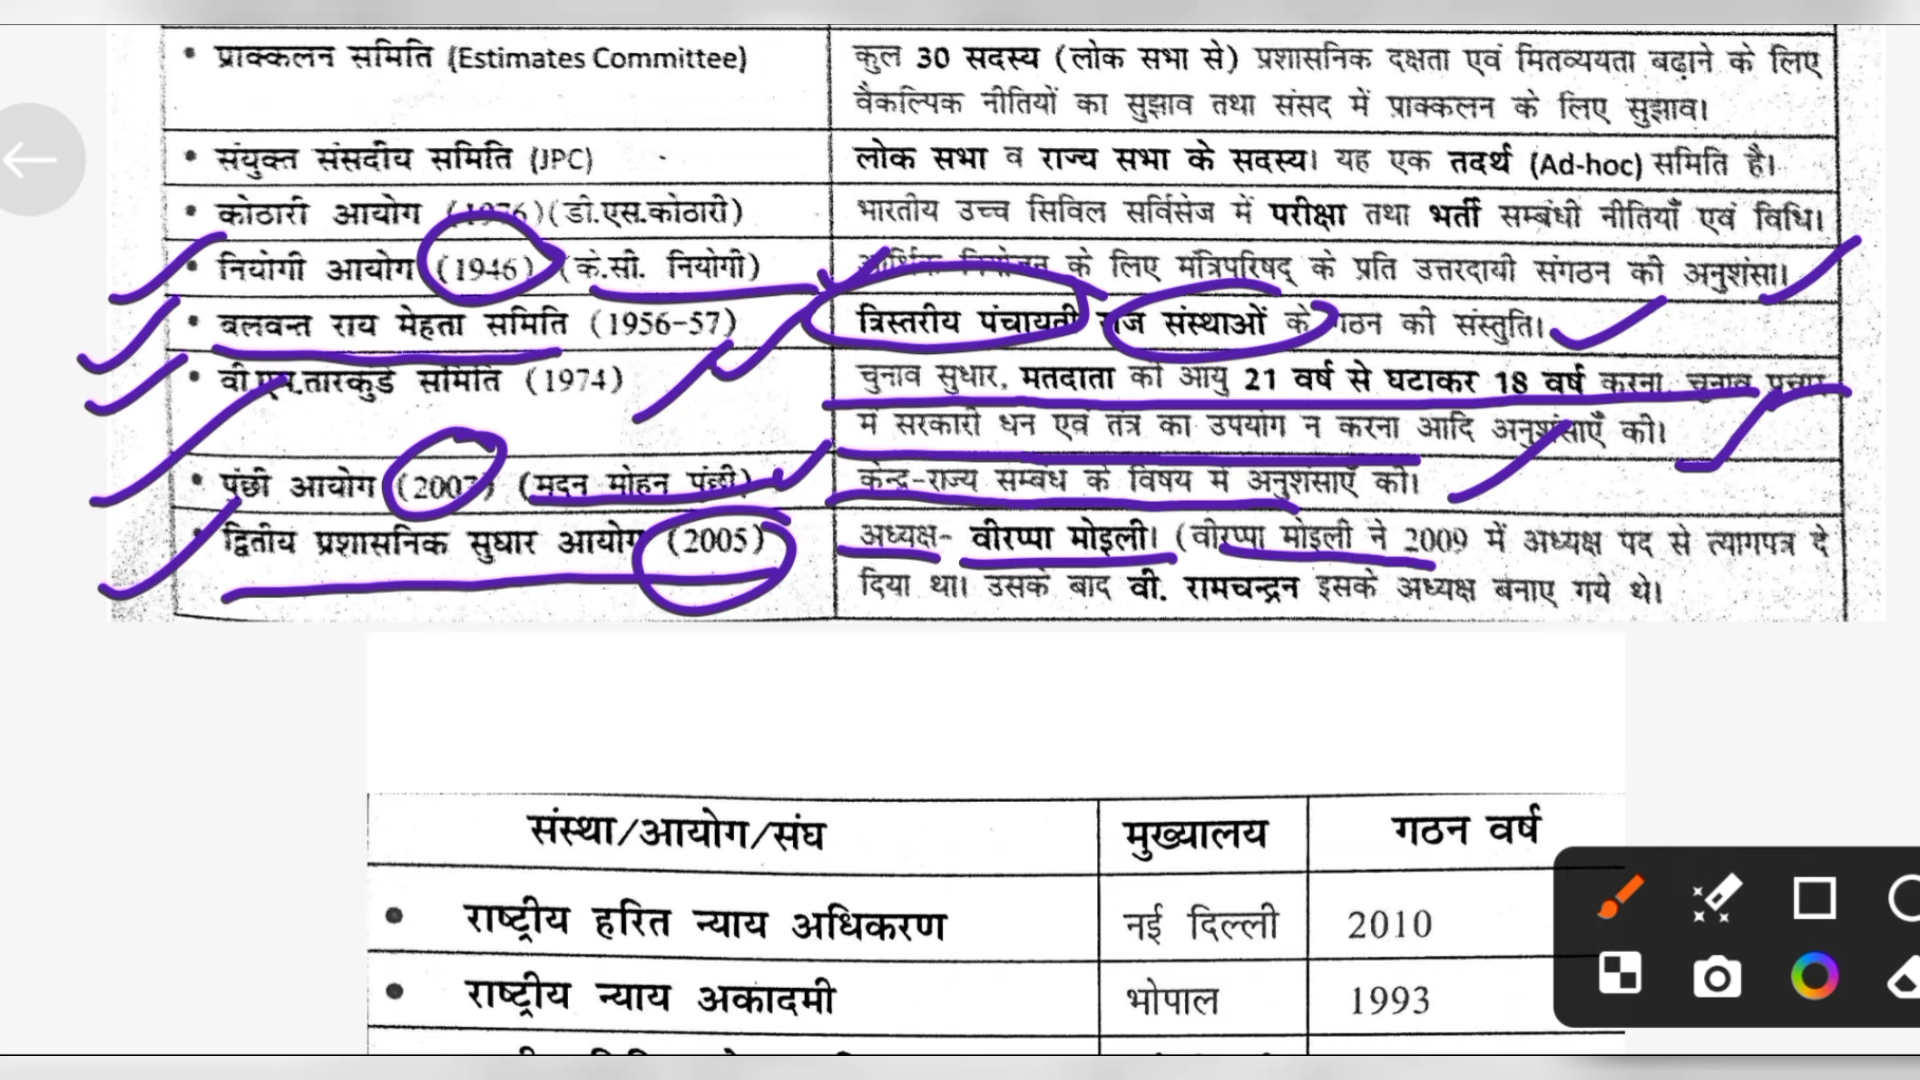 • प्राक्कलन समिति (Estimates Committee) कुल 30 सदस्य (लोक सभा से) प्रशासनिक दक्षता एवं मितव्ययता बढ़ाने के लिए
वैकल्पिक नीतियों का सुझाव तथा संसद में प्राक्कलन के लिए सुझाव।
• संयुक्त संसदीय समिति (JPC) लोक सभा व राज्य सभा के सदस्य। यह एक तदर्थ (Ad-hoc) समिति है।
• कोठारी आयोग (1976)(डी.एस.कोठारी) भारतीय उच्च सिविल सर्विसेज में परीक्षा तथा भर्ती सम्बंधी नीतियाँ एवं विधि।
• नियोगी आयोग (1946) (के.सी. नियोगी) आर्थिक नियोजन के लिए मंत्रिपरिषद् के प्रति उत्तरदायी संगठन की अनुशंसा।
• बलवन्त राय मेहता समिति (1956-57) त्रिस्तरीय पंचायती राज संस्थाओं के गठन की संस्तुति।
• वी.एम.तारकुंडे समिति (1974) चुनाव सुधार, मतदाता की आयु 21 वर्ष से घटाकर 18 वर्ष करना, चुनाव प्रचार
में सरकारी धन एवं तंत्र का उपयोग न करना आदि अनुशंसाएँ की।
• पंछी आयोग (2007) (मदन मोहन पंछी) केन्द्र-राज्य सम्बंध के विषय में अनुशंसाएँ की।
• द्वितीय प्रशासनिक सुधार आयोग (2005) अध्यक्ष- वीरप्पा मोइली। (वीरप्पा मोइली ने 2009 में अध्यक्ष पद से त्यागपत्र दे
दिया था। उसके बाद वी. रामचन्द्रन इसके अध्यक्ष बनाए गये थे।
संस्था/आयोग/संघ मुख्यालय गठन वर्ष
• राष्ट्रीय हरित न्याय अधिकरण नई दिल्ली 2010
• राष्ट्रीय न्याय अकादमी भोपाल 1993